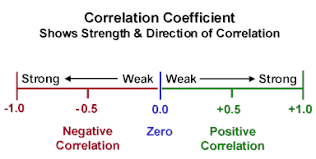 Correlation Coefficient
Shows Strength & Direction of Correlation
Strong Weak Weak Strong
-1.0 -0.5 0.0 +0.5 +1.0
Negative Zero Positive
Correlation Correlation